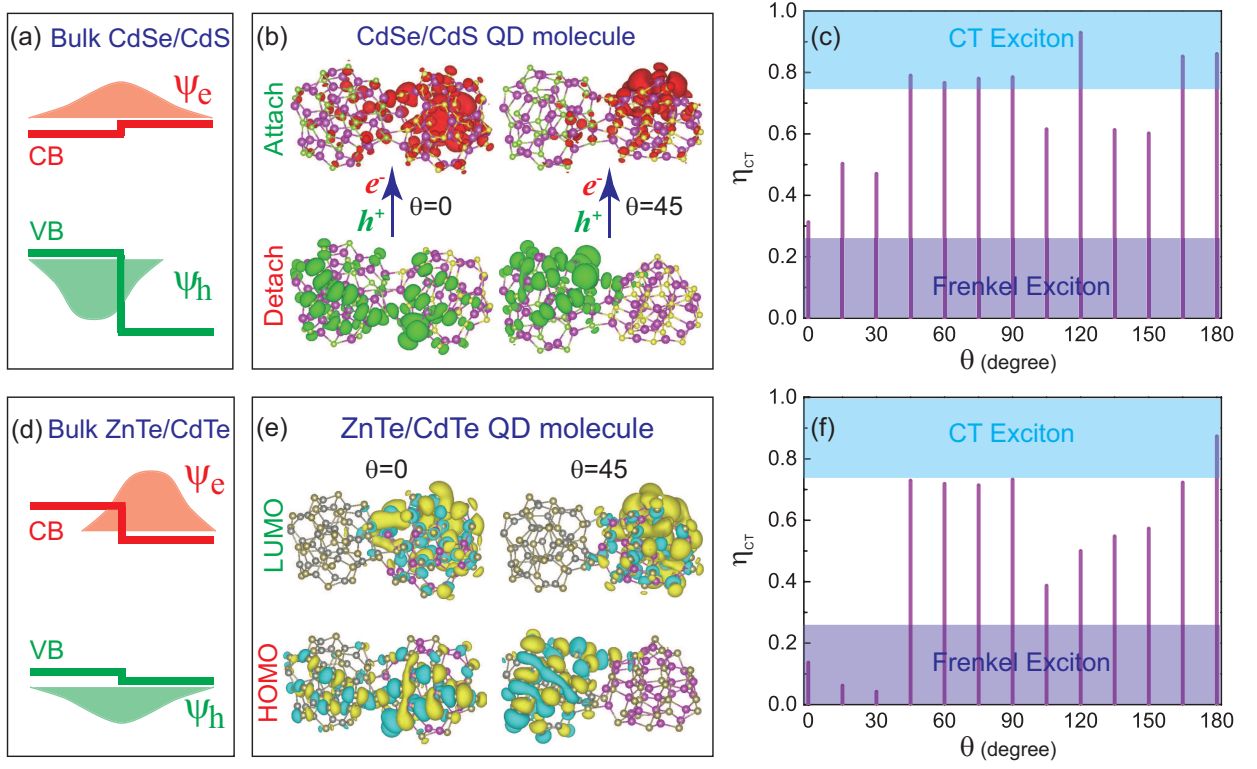 (a) Bulk CdSe/CdS
Ψe
CB
VB
Ψh
(b) CdSe/CdS QD molecule
Attach
e-
h+
θ=0
e-
h+
θ=45
Detach
(c)
CT Exciton
Frenkel Exciton
1.0
0.8
0.6
0.4
0.2
0.0
ηCT
0 30 60 90 120 150 180
θ (degree)
(d) Bulk ZnTe/CdTe
Ψe
CB
VB
Ψh
(e) ZnTe/CdTe QD molecule
θ=0 θ=45
LUMO
HOMO
(f)
CT Exciton
Frenkel Exciton
1.0
0.8
0.6
0.4
0.2
0.0
ηCT
0 30 60 90 120 150 180
θ (degree)